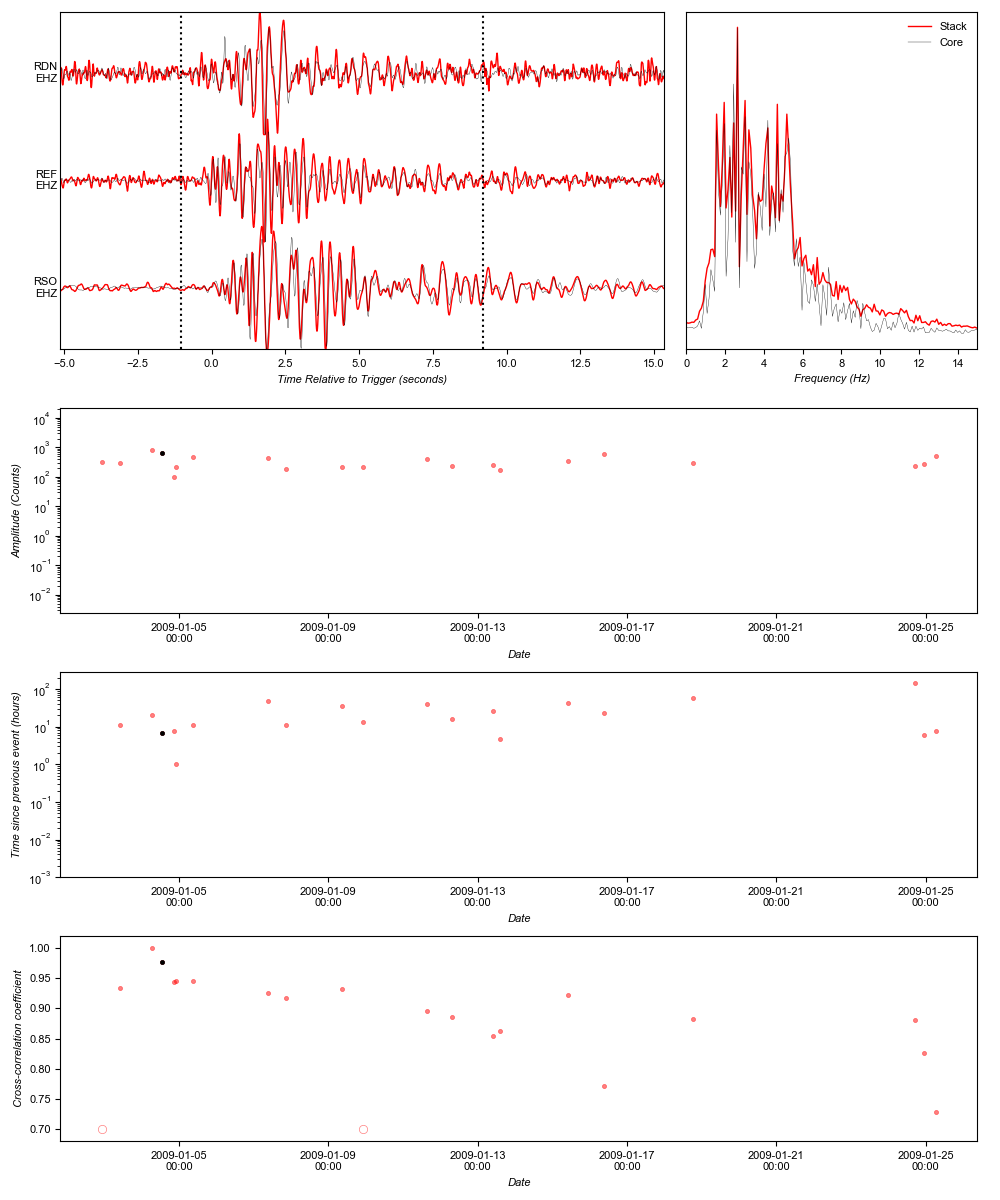 Stack
Core
RDN
EHZ
REF
EHZ
RSO
EHZ
−5.0 −2.5 0.0 2.5 5.0 7.5 10.0 12.5 15.0
Time Relative to Trigger (seconds)
0 2 4 6 8 10 12 14
Frequency (Hz)
Amplitude (Counts)
10⁴
10³
10²
10¹
10⁰
10⁻¹
10⁻²
2009-01-05 2009-01-09 2009-01-13 2009-01-17 2009-01-21 2009-01-25
00:00 00:00 00:00 00:00 00:00 00:00
Date
Time since previous event (hours)
10²
10¹
10⁰
10⁻¹
10⁻²
10⁻³
2009-01-05 2009-01-09 2009-01-13 2009-01-17 2009-01-21 2009-01-25
00:00 00:00 00:00 00:00 00:00 00:00
Date
Cross-correlation coefficient
1.00
0.95
0.90
0.85
0.80
0.75
0.70
2009-01-05 2009-01-09 2009-01-13 2009-01-17 2009-01-21 2009-01-25
00:00 00:00 00:00 00:00 00:00 00:00
Date